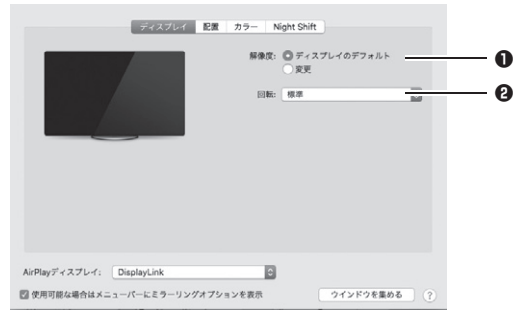 ディスプレイ 配置 カラー Night Shift
解像度: ディスプレイのデフォルト
変更
❶
回転: 標準
❷
AirPlayディスプレイ: DisplayLink
使用可能な場合はメニューバーにミラーリングオプションを表示
ウインドウを集める ?